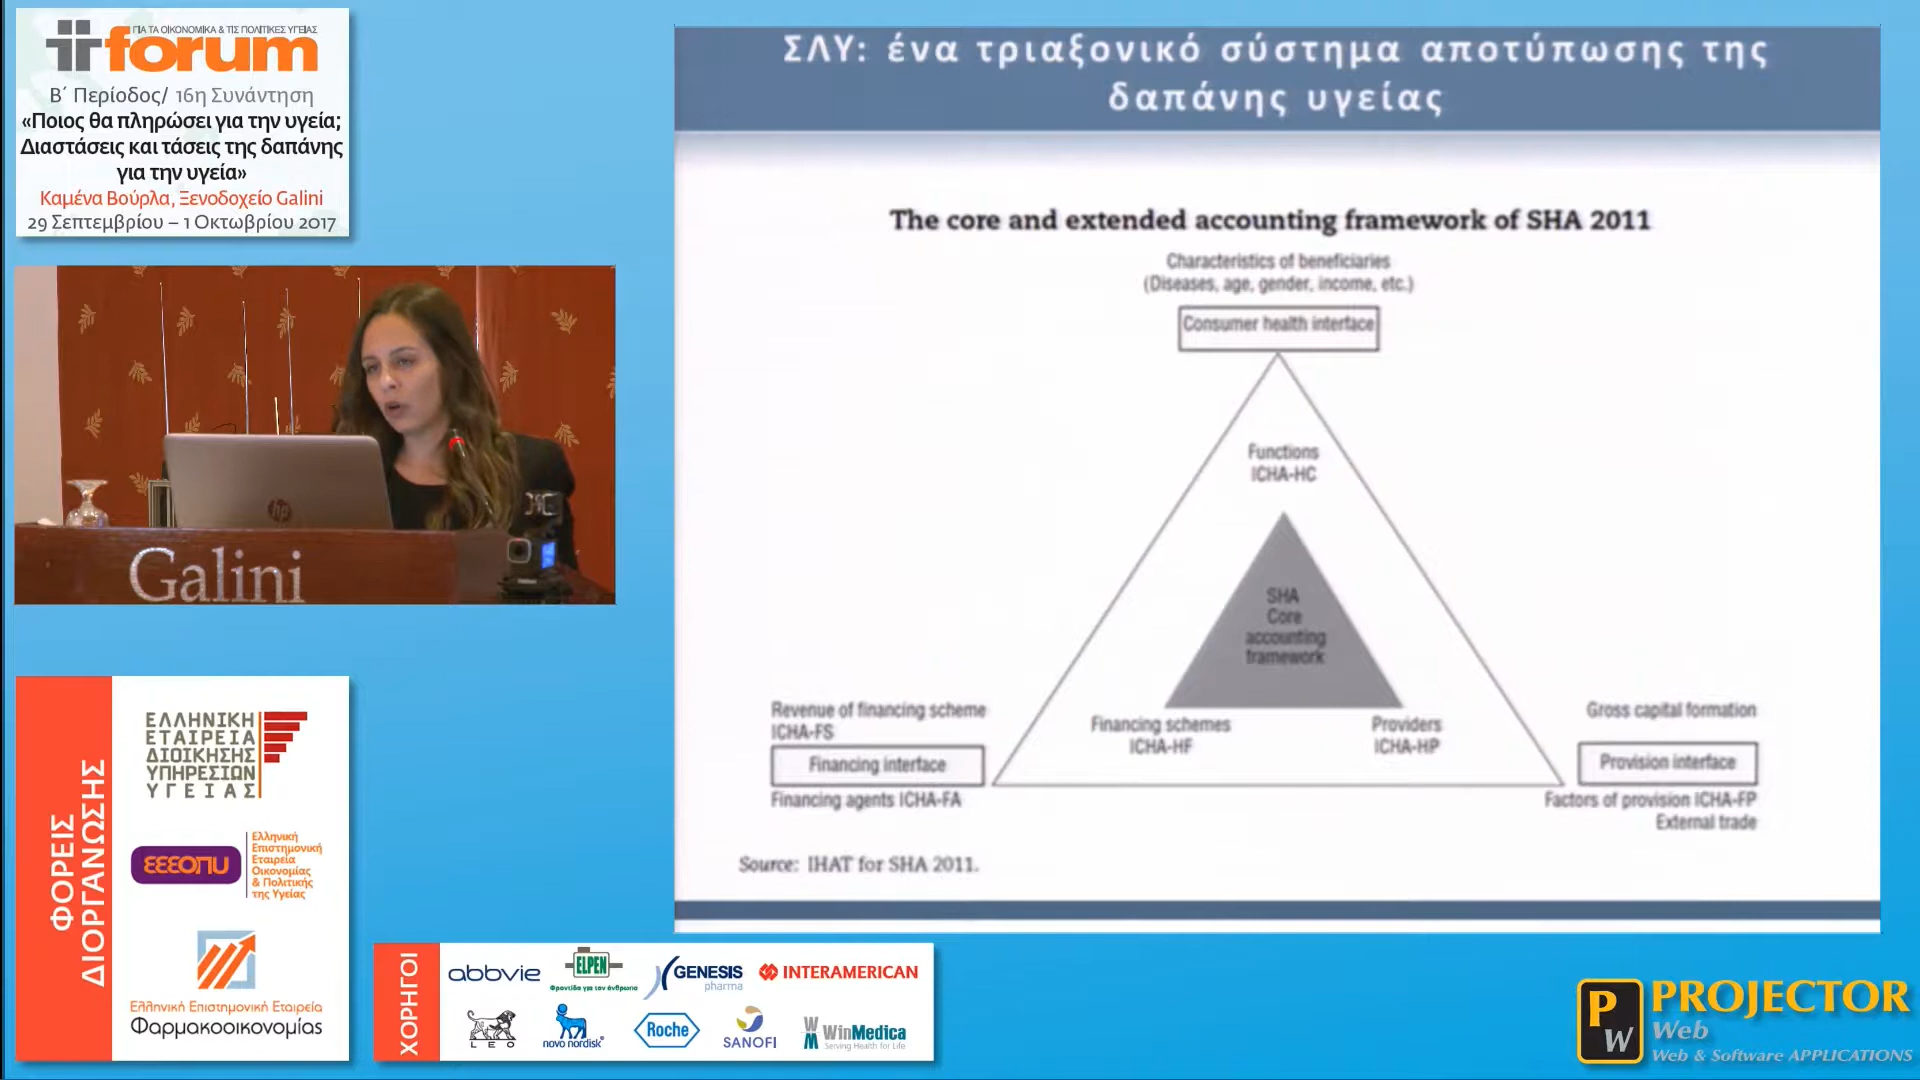 ΓΙΑ ΤΑ ΟΙΚΟΝΟΜΙΚΑ & ΤΙΣ ΠΟΛΙΤΙΚΕΣ ΥΓΕΙΑΣ
forum
Β΄ Περίοδος/ 16η Συνάντηση
«Ποιος θα πληρώσει για την υγεία;
Διαστάσεις και τάσεις της δαπάνης
για την υγεία»
Καμένα Βούρλα, Ξενοδοχείο Galini
29 Σεπτεμβρίου – 1 Οκτωβρίου 2017
hp
Galini
ΣΛΥ: ένα τριαξονικό σύστημα αποτύπωσης της
δαπάνης υγείας
The core and extended accounting framework of SHA 2011
Characteristics of beneficiaries
(Diseases, age, gender, income, etc.)
Consumer health interface
Functions
ICHA-HC
SHA
Core
accounting
framework
Financing schemes
ICHA-HF
Providers
ICHA-HP
Revenue of financing scheme
ICHA-FS
Financing interface
Financing agents ICHA-FA
Gross capital formation
Provision interface
Factors of provision ICHA-FP
External trade
Source: IHAT for SHA 2011.
ΦΟΡΕΙΣ
ΔΙΟΡΓΑΝΩΣΗΣ
ΕΛΛΗΝΙΚΗ
ΕΤΑΙΡΕΙΑ
ΔΙΟΙΚΗΣΗΣ
ΥΠΗΡΕΣΙΩΝ
ΥΓΕΙΑΣ
ΕΕΕΟΠΥ
Ελληνική
Επιστημονική
Εταιρεία
Οικονομίας
& Πολιτικής
της Υγείας
Ελληνική Επιστημονική Εταιρεία
Φαρμακοοικονομίας
ΧΟΡΗΓΟΙ
abbvie
ELPEN
Φροντίδα για τον άνθρωπο
GENESIS
pharma
INTERAMERICAN
LEO
novo nordisk
Roche
SANOFI
WinMedica
Serving Health for Life
PW
PROJECTOR
Web
Web & Software APPLICATIONS